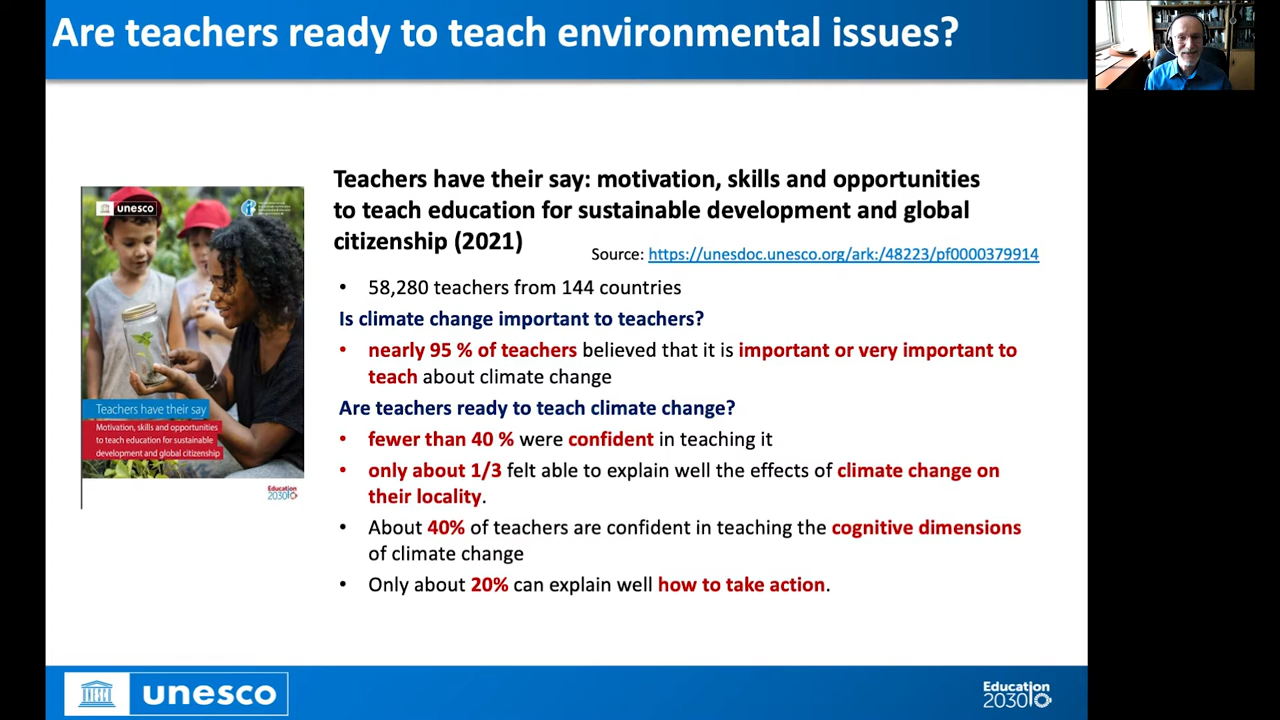 Are teachers ready to teach environmental issues?
Teachers have their say: motivation, skills and opportunities
to teach education for sustainable development and global
citizenship (2021)
Source: https://unesdoc.unesco.org/ark:/48223/pf0000379914
• 58,280 teachers from 144 countries
Is climate change important to teachers?
• nearly 95 % of teachers believed that it is important or very important to
teach about climate change
Are teachers ready to teach climate change?
• fewer than 40 % were confident in teaching it
• only about 1/3 felt able to explain well the effects of climate change on
their locality.
• About 40% of teachers are confident in teaching the cognitive dimensions
of climate change
• Only about 20% can explain well how to take action.
unesco
Teachers have their say
Motivation, skills and opportunities
to teach education for sustainable
development and global citizenship
Education
2030
unesco
Education
2030